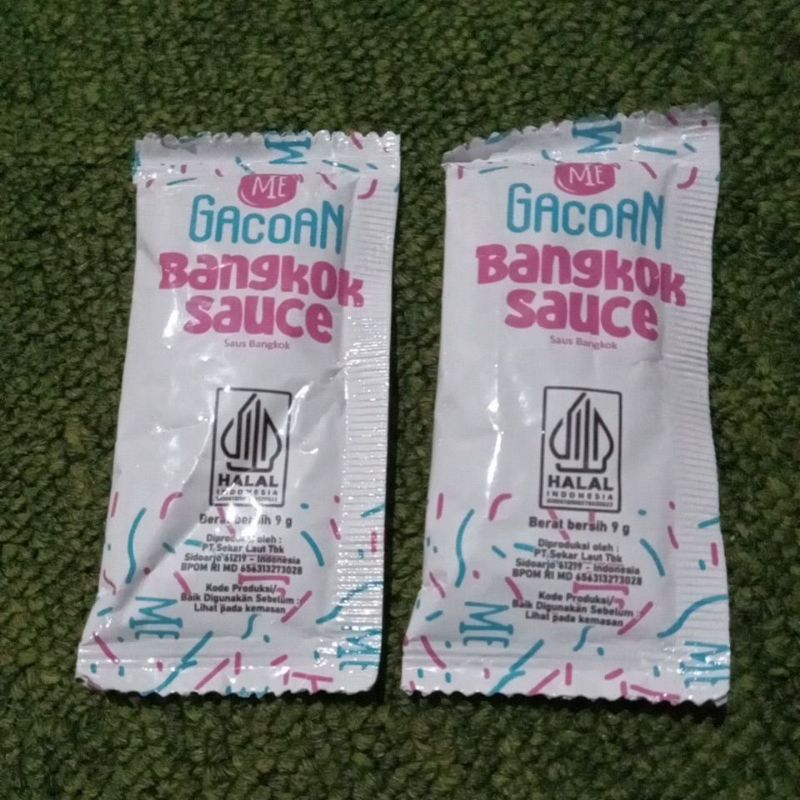 ME
GACOAN
Bangkok
Sauce
Saus Bangkok
HALAL
INDONESIA
Berat bersih 9 g
Diproduksi oleh :
PT.Sekar Laut Tbk
Sidoarjo 61219 - Indonesia
BPOM RI MD 656313273028
Kode Produksi/
Baik Digunakan Sebelum :
Lihat pada kemasan
ME
GACOAN
Bangkok
Sauce
Saus Bangkok
HALAL
INDONESIA
Berat bersih 9 g
Diproduksi oleh :
PT.Sekar Laut Tbk
Sidoarjo 61219 - Indonesia
BPOM RI MD 656313273028
Kode Produksi/
Baik Digunakan Sebelum :
Lihat pada kemasan